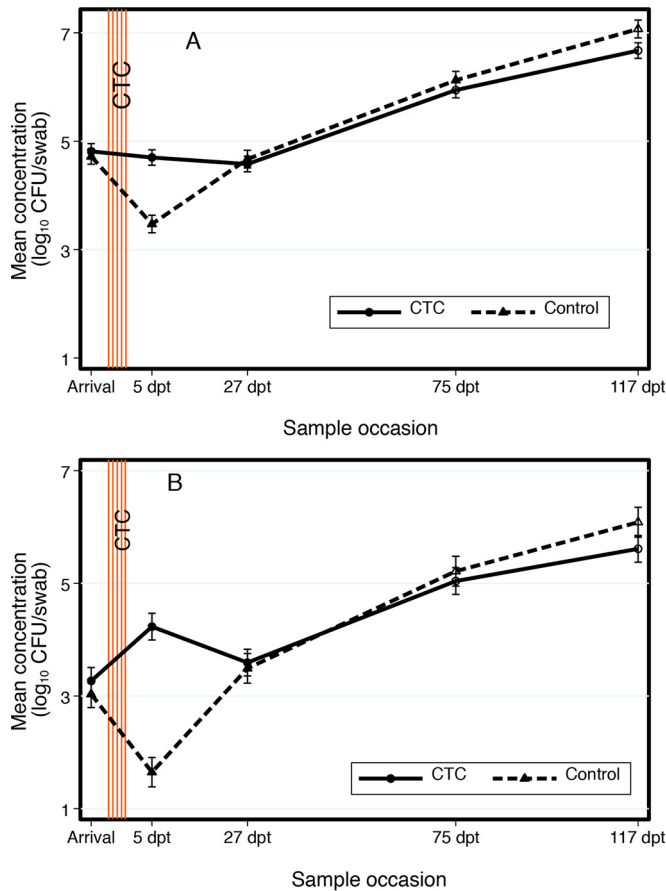 A
CTC
7
5
3
1
Mean concentration
(log₁₀ CFU/swab)
CTC Control
Arrival 5 dpt 27 dpt 75 dpt 117 dpt
Sample occasion
B
CTC
7
5
3
1
Mean concentration
(log₁₀ CFU/swab)
CTC Control
Arrival 5 dpt 27 dpt 75 dpt 117 dpt
Sample occasion